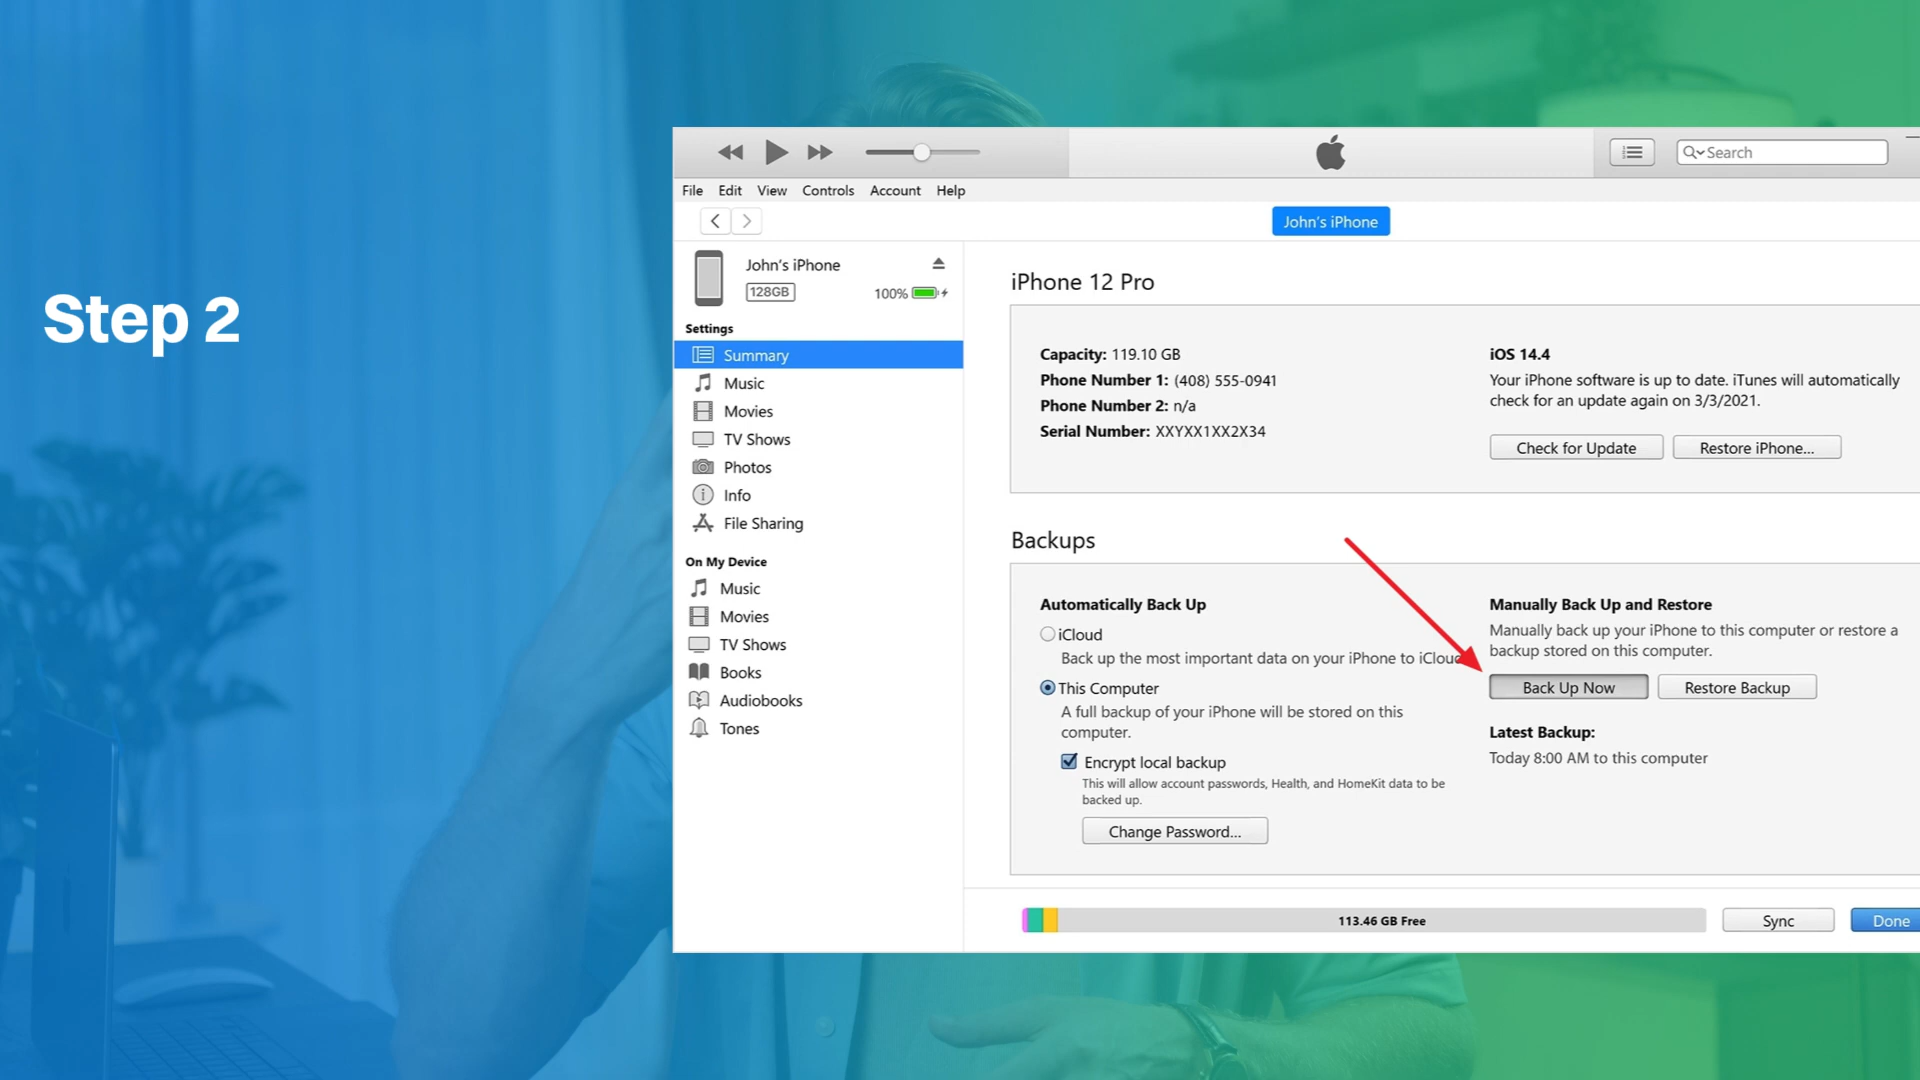 Step 2
Search
File Edit View Controls Account Help
John's iPhone
John's iPhone
128GB
100%
Settings
Summary
Music
Movies
TV Shows
Photos
Info
File Sharing
On My Device
Music
Movies
TV Shows
Books
Audiobooks
Tones
iPhone 12 Pro
Capacity: 119.10 GB
Phone Number 1: (408) 555-0941
Phone Number 2: n/a
Serial Number: XXYXX1XX2X34
iOS 14.4
Your iPhone software is up to date. iTunes will automatically
check for an update again on 3/3/2021.
Check for Update
Restore iPhone...
Backups
Automatically Back Up
iCloud
Back up the most important data on your iPhone to iCloud
This Computer
A full backup of your iPhone will be stored on this
computer.
Encrypt local backup
This will allow account passwords, Health, and HomeKit data to be
backed up.
Change Password...
Manually Back Up and Restore
Manually back up your iPhone to this computer or restore a
backup stored on this computer.
Back Up Now
Restore Backup
Latest Backup:
Today 8:00 AM to this computer
113.46 GB Free
Sync
Done